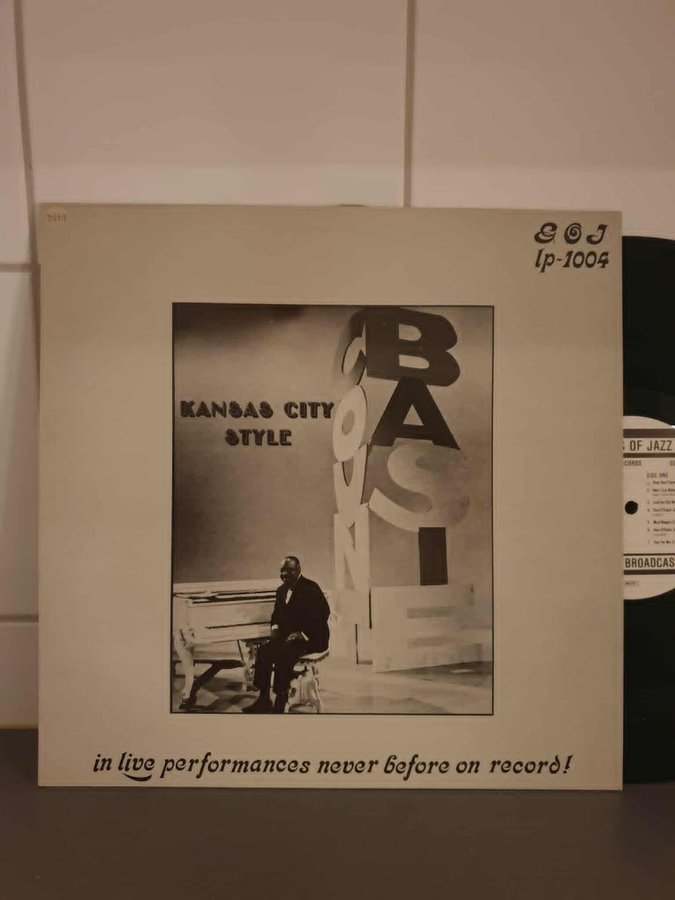 G O J
lp-1004
COUNT
BASIE
KANSAS CITY
STYLE
in live performances never before on record!
S OF JAZZ
CORDS
SIDE ONE
BROADCAS